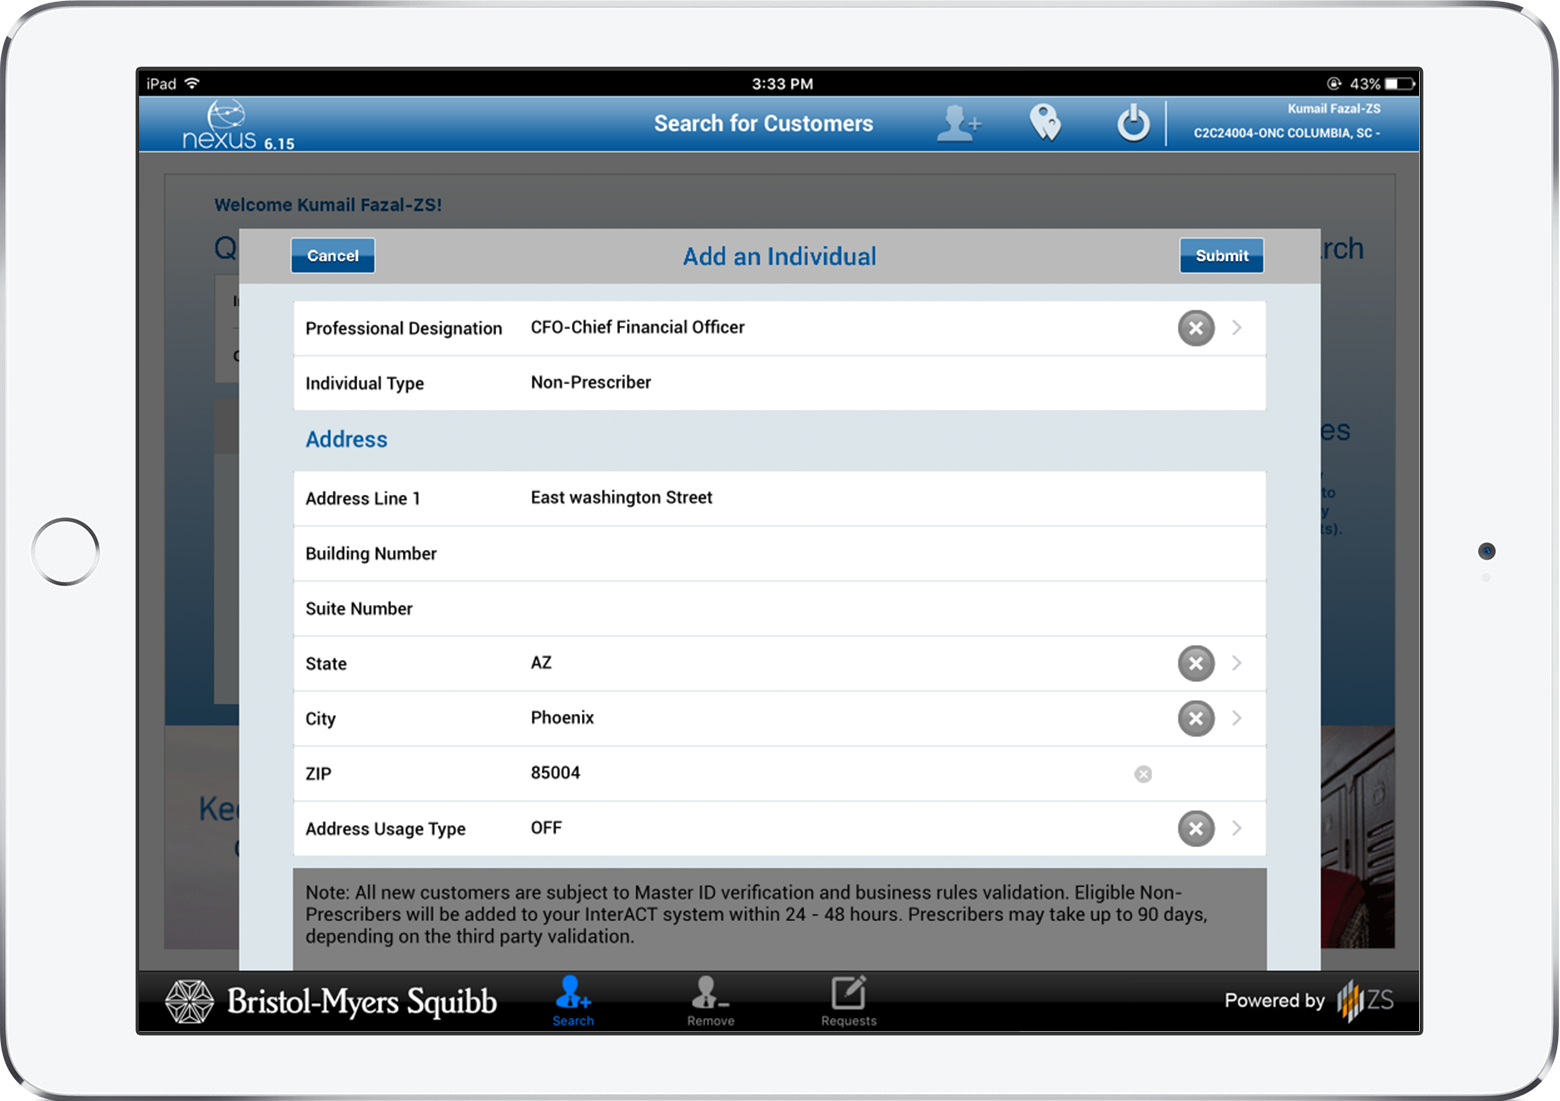 iPad
3:33 PM
43%
nexus 6.15
Search for Customers
Kumail Fazal-ZS
C2C24004-ONC COLUMBIA, SC -
Welcome Kumail Fazal-ZS!
Cancel
Add an Individual
Submit
Professional Designation CFO-Chief Financial Officer
Individual Type Non-Prescriber
Address
Address Line 1 East washington Street
Building Number
Suite Number
State AZ
City Phoenix
ZIP 85004
Address Usage Type OFF
Note: All new customers are subject to Master ID verification and business rules validation. Eligible Non-
Prescribers will be added to your InterACT system within 24 - 48 hours. Prescribers may take up to 90 days,
depending on the third party validation.
Bristol-Myers Squibb
Search
Remove
Requests
Powered by ZS